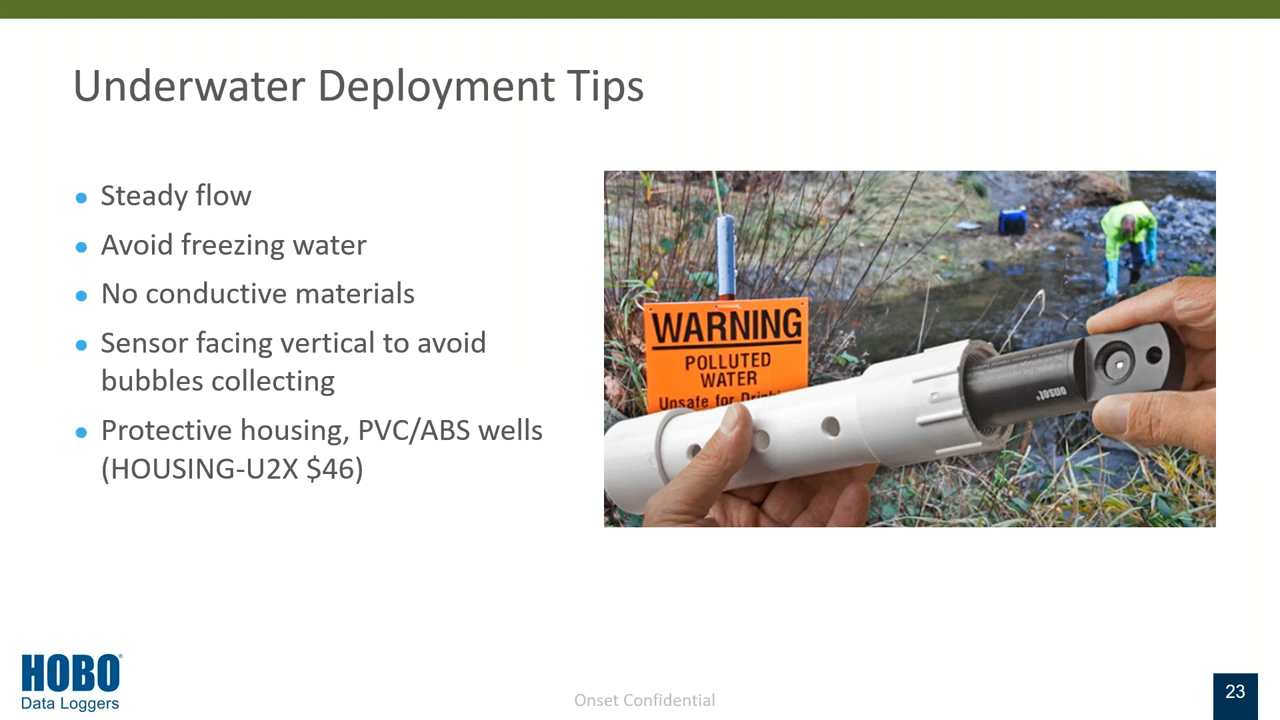 Underwater Deployment Tips
• Steady flow
• Avoid freezing water
• No conductive materials
• Sensor facing vertical to avoid
bubbles collecting
• Protective housing, PVC/ABS wells
(HOUSING-U2X $46)
WARNING
POLLUTED
WATER
Unsafe for
onset
HOBO®
Data Loggers
Onset Confidential
23